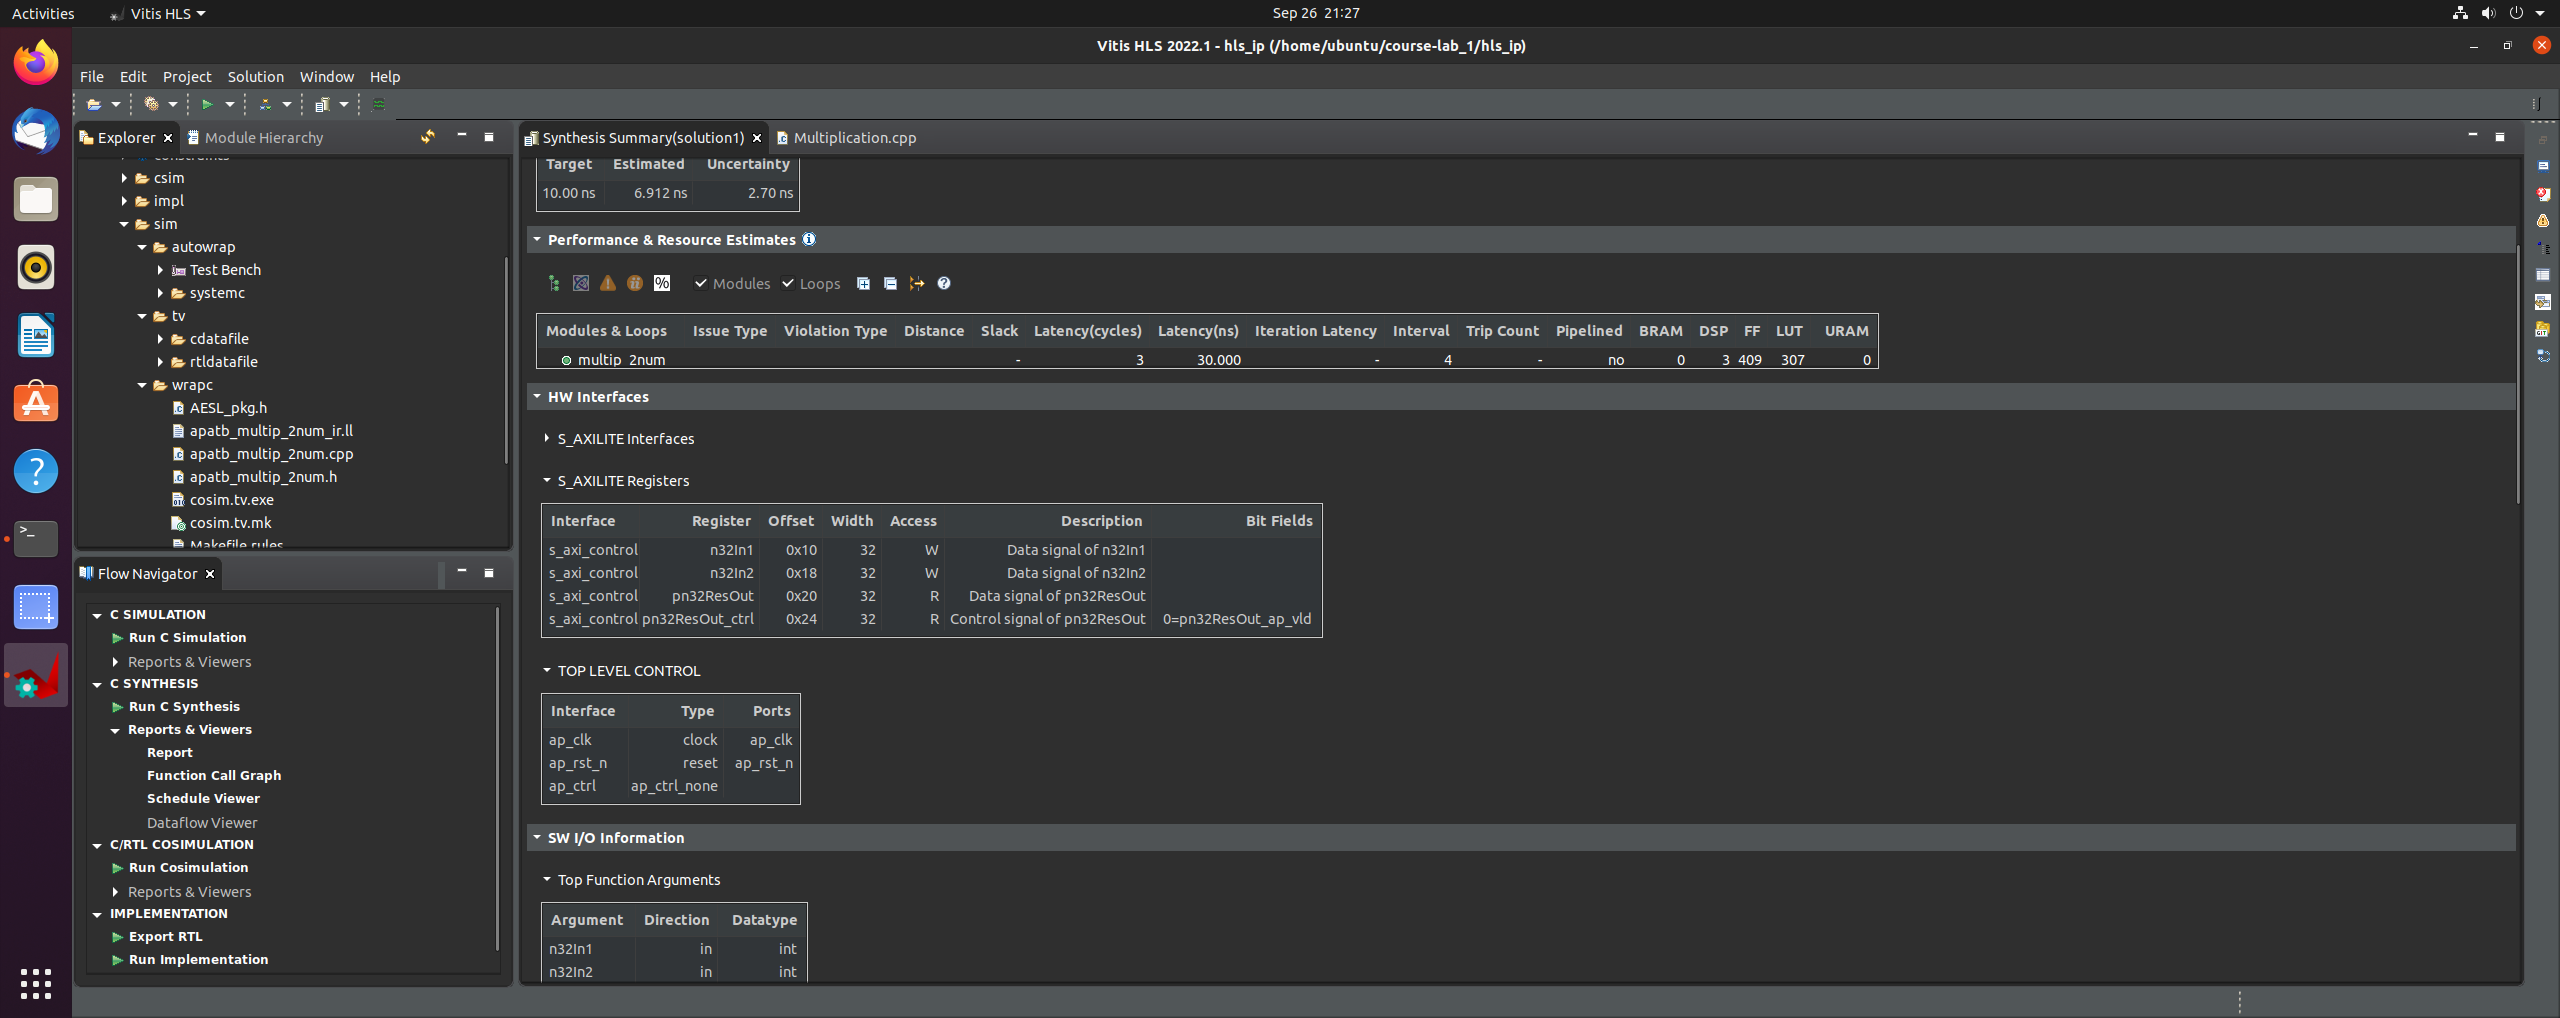 Activities
Vitis HLS
Sep 26 21:27
Vitis HLS 2022.1 - hls_ip (/home/ubuntu/course-lab_1/hls_ip)
File Edit Project Solution Window Help
Explorer
Module Hierarchy
constraints
csim
impl
sim
autowrap
Test Bench
systemc
tv
cdatafile
rtldatafile
wrapc
AESL_pkg.h
apatb_multip_2num_ir.ll
apatb_multip_2num.cpp
apatb_multip_2num.h
cosim.tv.exe
cosim.tv.mk
Makefile.rules
Flow Navigator
C SIMULATION
Run C Simulation
Reports & Viewers
C SYNTHESIS
Run C Synthesis
Reports & Viewers
Report
Function Call Graph
Schedule Viewer
Dataflow Viewer
C/RTL COSIMULATION
Run Cosimulation
Reports & Viewers
IMPLEMENTATION
Export RTL
Run Implementation
Synthesis Summary(solution1)
Multiplication.cpp
Target Estimated Uncertainty
10.00 ns 6.912 ns 2.70 ns
Performance & Resource Estimates
% Modules Loops
Modules & Loops Issue Type Violation Type Distance Slack Latency(cycles) Latency(ns) Iteration Latency Interval Trip Count Pipelined BRAM DSP FF LUT URAM
multip_2num - 3 30.000 - 4 - no 0 3 409 307 0
HW Interfaces
S_AXILITE Interfaces
S_AXILITE Registers
Interface Register Offset Width Access Description Bit Fields
s_axi_control n32In1 0x10 32 W Data signal of n32In1
s_axi_control n32In2 0x18 32 W Data signal of n32In2
s_axi_control pn32ResOut 0x20 32 R Data signal of pn32ResOut
s_axi_control pn32ResOut_ctrl 0x24 32 R Control signal of pn32ResOut 0=pn32ResOut_ap_vld
TOP LEVEL CONTROL
Interface Type Ports
ap_clk clock ap_clk
ap_rst_n reset ap_rst_n
ap_ctrl ap_ctrl_none
SW I/O Information
Top Function Arguments
Argument Direction Datatype
n32In1 in int
n32In2 in int